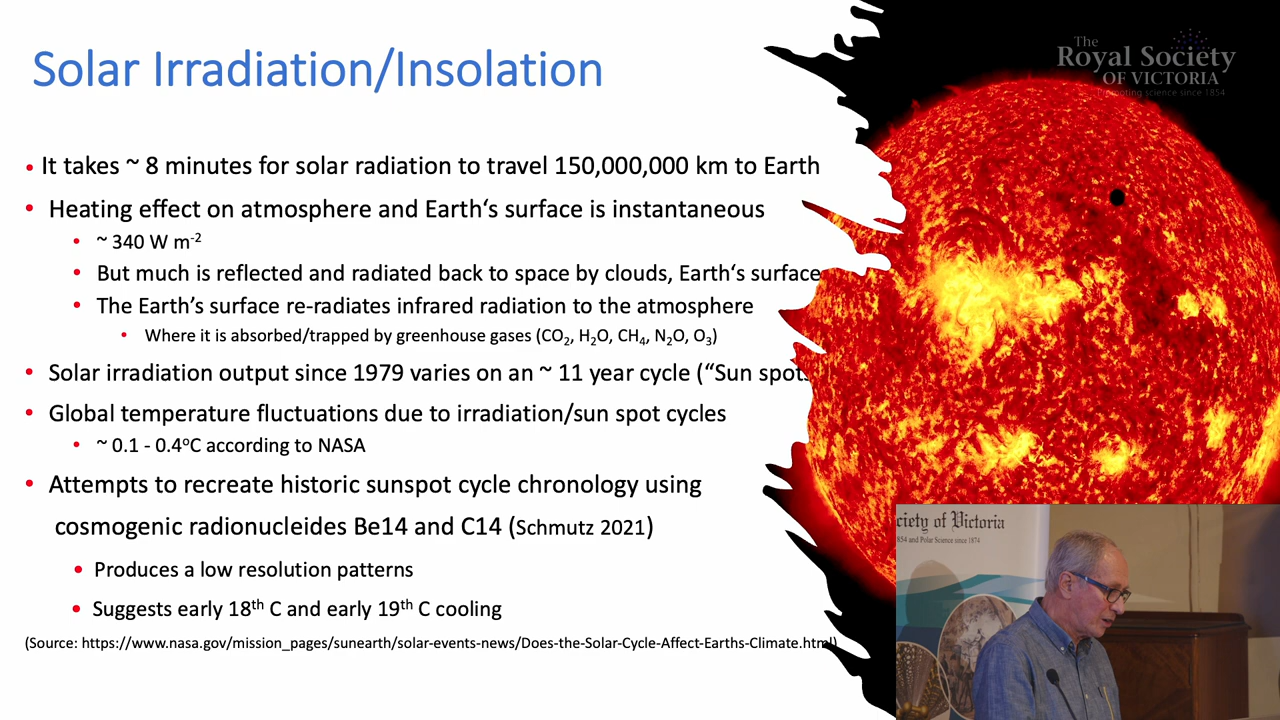 Solar Irradiation/Insolation
The
Royal Society
OF VICTORIA
Promoting science since 1854
• It takes ~ 8 minutes for solar radiation to travel 150,000,000 km to Earth
• Heating effect on atmosphere and Earth‘s surface is instantaneous
• ~ 340 W m⁻²
• But much is reflected and radiated back to space by clouds, Earth‘s surface
• The Earth’s surface re-radiates infrared radiation to the atmosphere
• Where it is absorbed/trapped by greenhouse gases (CO₂, H₂O, CH₄, N₂O, O₃)
• Solar irradiation output since 1979 varies on an ~ 11 year cycle (“Sun spots
• Global temperature fluctuations due to irradiation/sun spot cycles
• ~ 0.1 - 0.4ᵒC according to NASA
• Attempts to recreate historic sunspot cycle chronology using
cosmogenic radionucleides Be14 and C14 (Schmutz 2021)
• Produces a low resolution patterns
• Suggests early 18ᵗʰ C and early 19ᵗʰ C cooling
(Source: https://www.nasa.gov/mission_pages/sunearth/solar-events-news/Does-the-Solar-Cycle-Affect-Earths-Climate.html)
ciety of Victoria
854 and Polar Science since 1874